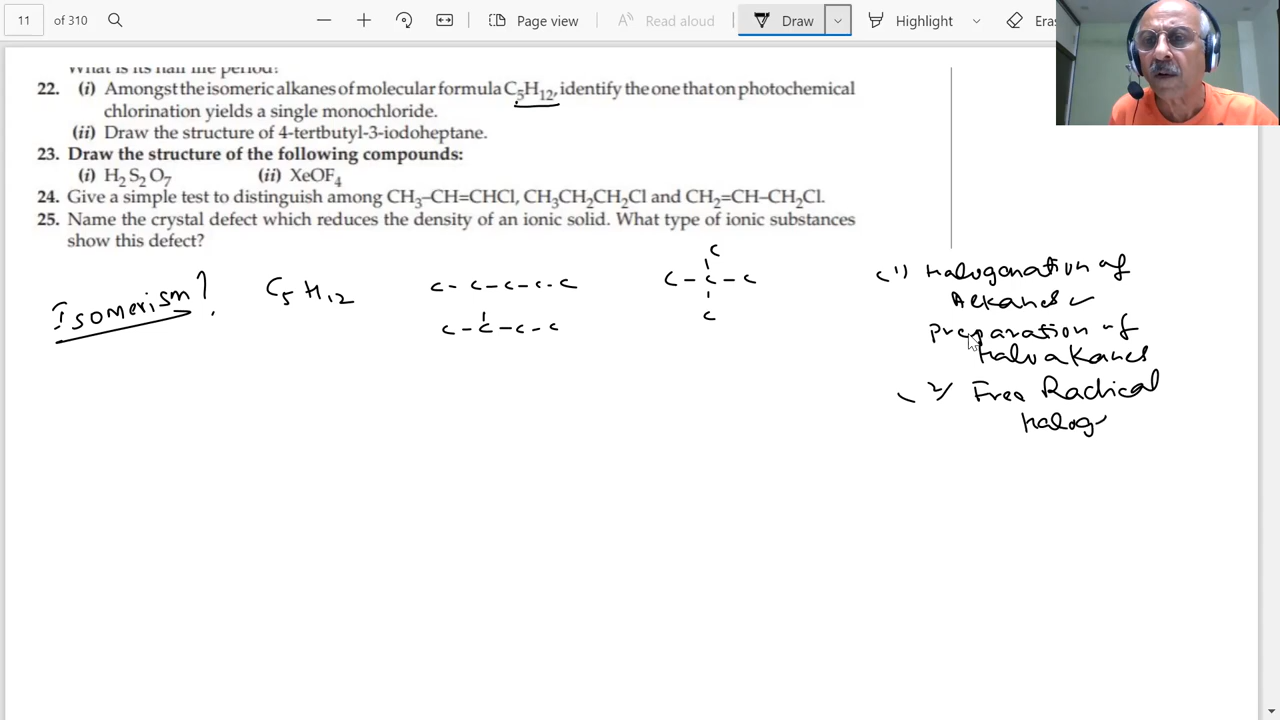 11 of 310 Page view Read aloud Draw Highlight Eras
What is its half life period?
22. (i) Amongst the isomeric alkanes of molecular formula C₅H₁₂, identify the one that on photochemical
chlorination yields a single monochloride.
(ii) Draw the structure of 4-tertbutyl-3-iodoheptane.
23. Draw the structure of the following compounds:
(i) H₂S₂O₇ (ii) XeOF₄
24. Give a simple test to distinguish among CH₃–CH=CHCl, CH₃CH₂CH₂Cl and CH₂=CH–CH₂Cl.
25. Name the crystal defect which reduces the density of an ionic solid. What type of ionic substances
show this defect?
Isomerism?
C₅H₁₂
C-C-C-C-C
C-C-C-C
C
C-C-C
C
(1) Halogenation of
Alkanes
Preparation of
Haloakanes
(2) Free Radical
Halog